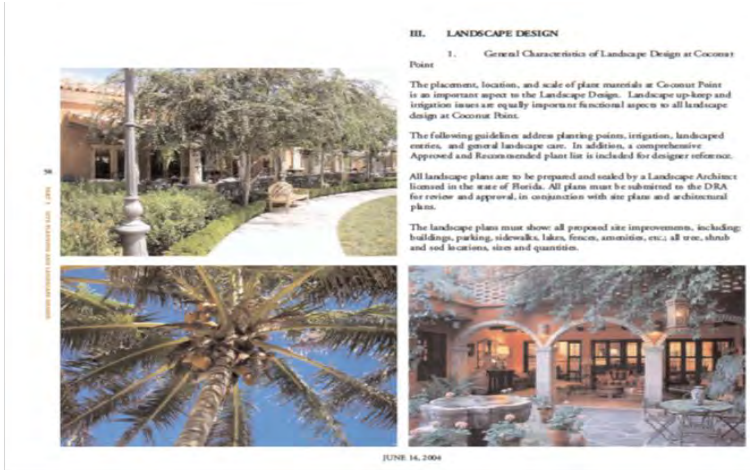 III. LANDSCAPE DESIGN
1. General Characteristics of Landscape Design at Coconut
Point
The placement, location, and scale of plant materials at Coconut Point
is an important aspect to the Landscape Design. Landscape up-keep and
irrigation issues are equally important functional aspects to all landscape
design at Coconut Point.
The following guidelines address planting points, irrigation, landscaped
entries, and general landscape care. In addition, a comprehensive
Approved and Recommended plant list is included for designer reference.
All landscape plans are to be prepared and sealed by a Landscape Architect
licensed in the state of Florida. All plans must be submitted to the DRA
for review and approval, in conjunction with site plans and architectural
plans.
The landscape plans must show: all proposed site improvements, including:
buildings, parking, sidewalks, lakes, fences, amenities, etc.; all tree, shrub
and sod locations, sizes and quantities.
PART I SITE PLANNING AND LANDSCAPE DESIGN
JUNE 14, 2004